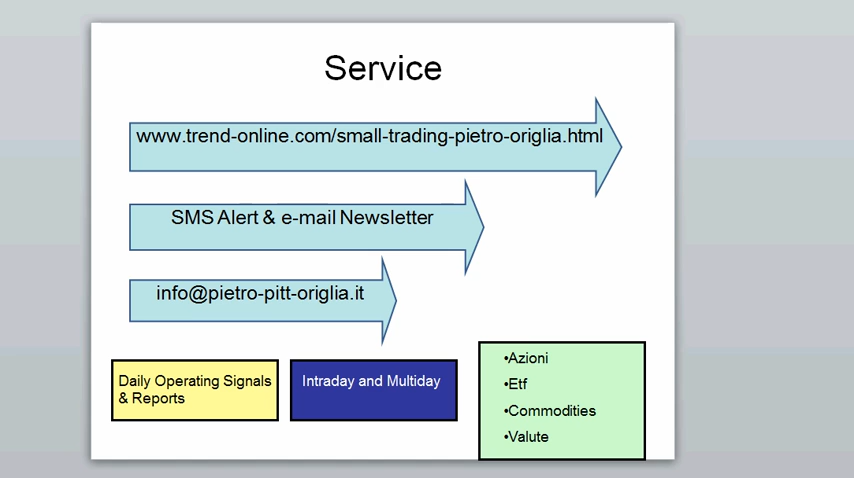 Service
www.trend-online.com/small-trading-pietro-origlia.html
SMS Alert & e-mail Newsletter
info@pietro-pitt-origlia.it
Daily Operating Signals
& Reports
Intraday and Multiday
•Azioni
•Etf
•Commodities
•Valute